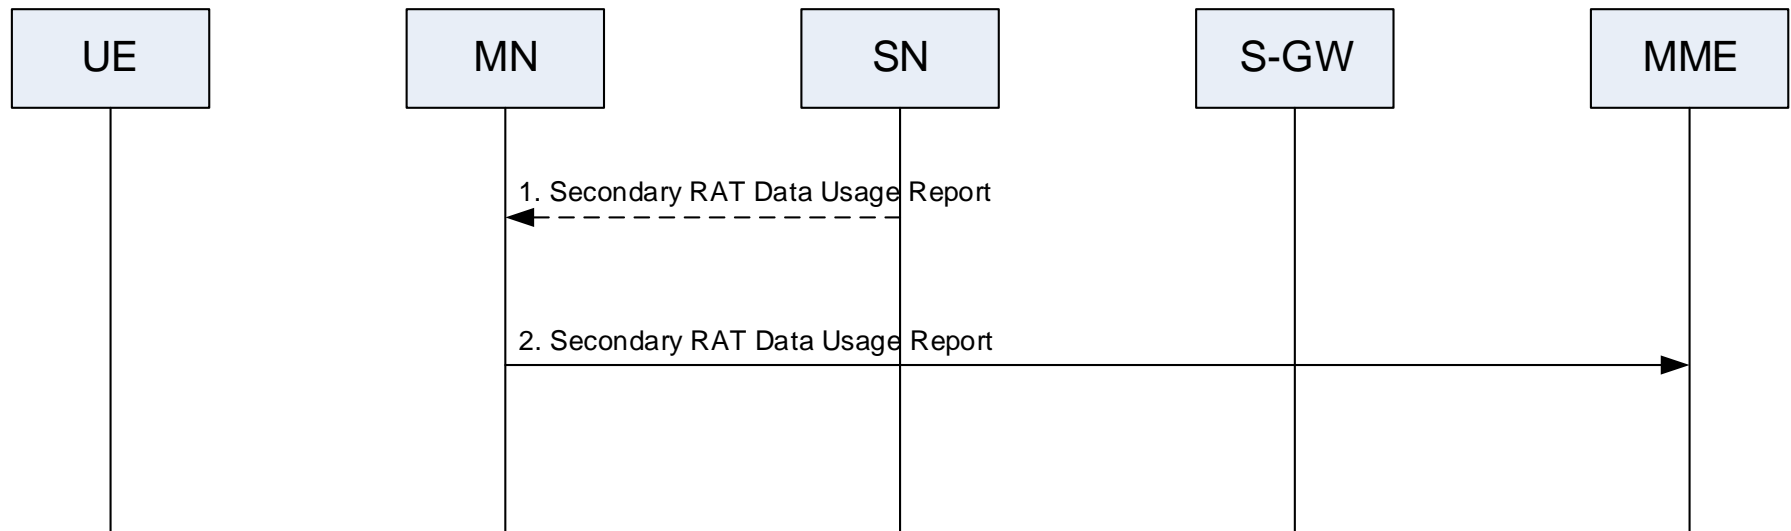 UE
MN
SN
S-GW
MME
1. Secondary RAT Data Usage Report
2. Secondary RAT Data Usage Report